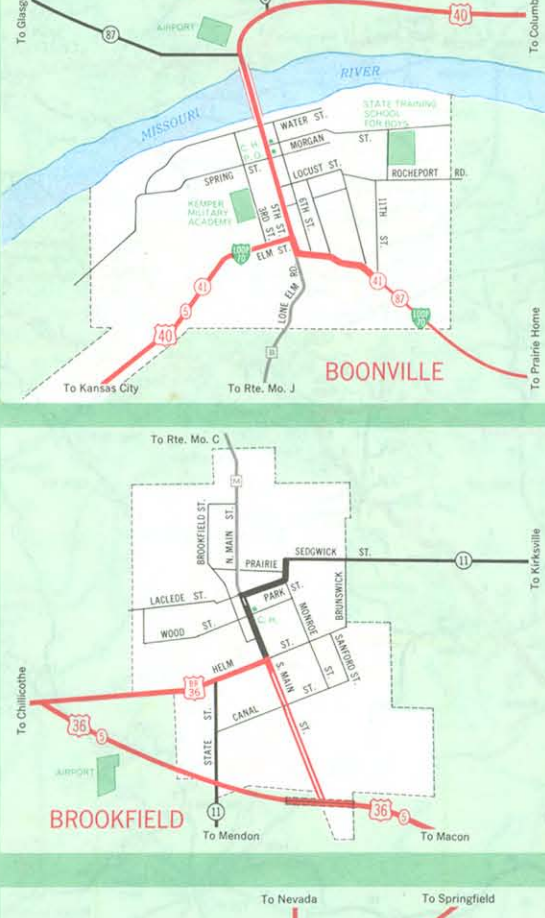 To Glasg
87
AIRPORT
40
To Columb
MISSOURI
RIVER
STATE TRAINING
SCHOOL
FOR BOYS
WATER ST.
C. H.
P. O.
MORGAN ST.
SPRING ST.
LOCUST ST.
ROCHEPORT RD.
KEMPER
MILITARY
ACADEMY
3RD ST.
5TH ST.
6TH ST.
11TH ST.
LOOP
70
ELM ST.
41
5
40
LONE ELM RD
41
87
LOOP
70
B
BOONVILLE
To Kansas City
To Rte. Mo. J
To Prairie Home
To Rte. Mo. C
M
BROOKFIELD ST.
N. MAIN ST.
SEDGWICK ST.
PRAIRIE
11
To Kirksville
LACLEDE ST.
PARK ST.
C. H.
MONROE ST.
BRUNSWICK
WOOD ST.
SANFORD ST.
HELM ST.
BR
36
S. MAIN ST.
CANAL ST.
STATE ST.
To Chillicothe
36
5
AIRPORT
11
BROOKFIELD
To Mendon
36
5
To Macon
To Nevada
To Springfield